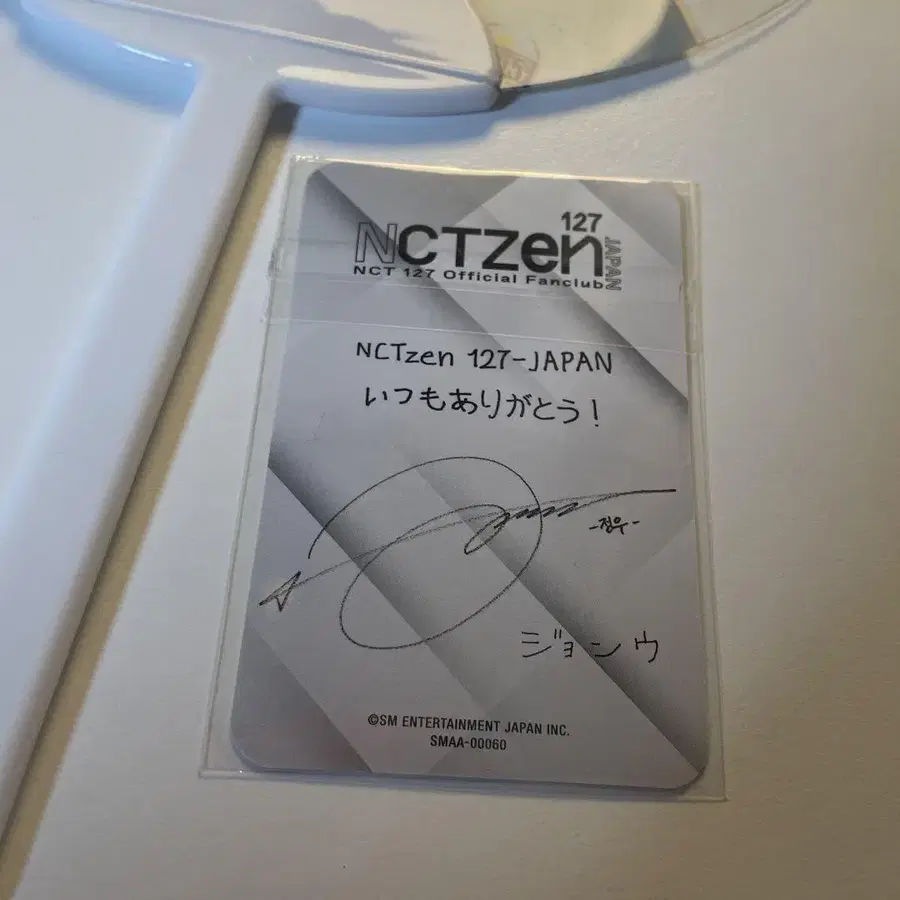 127
NCTZen
JAPAN
NCT 127 Official Fanclub
NCTzen 127-JAPAN
いつもありがとう!
-정우-
ジョンウ
©SM ENTERTAINMENT JAPAN INC.
SMAA-00060